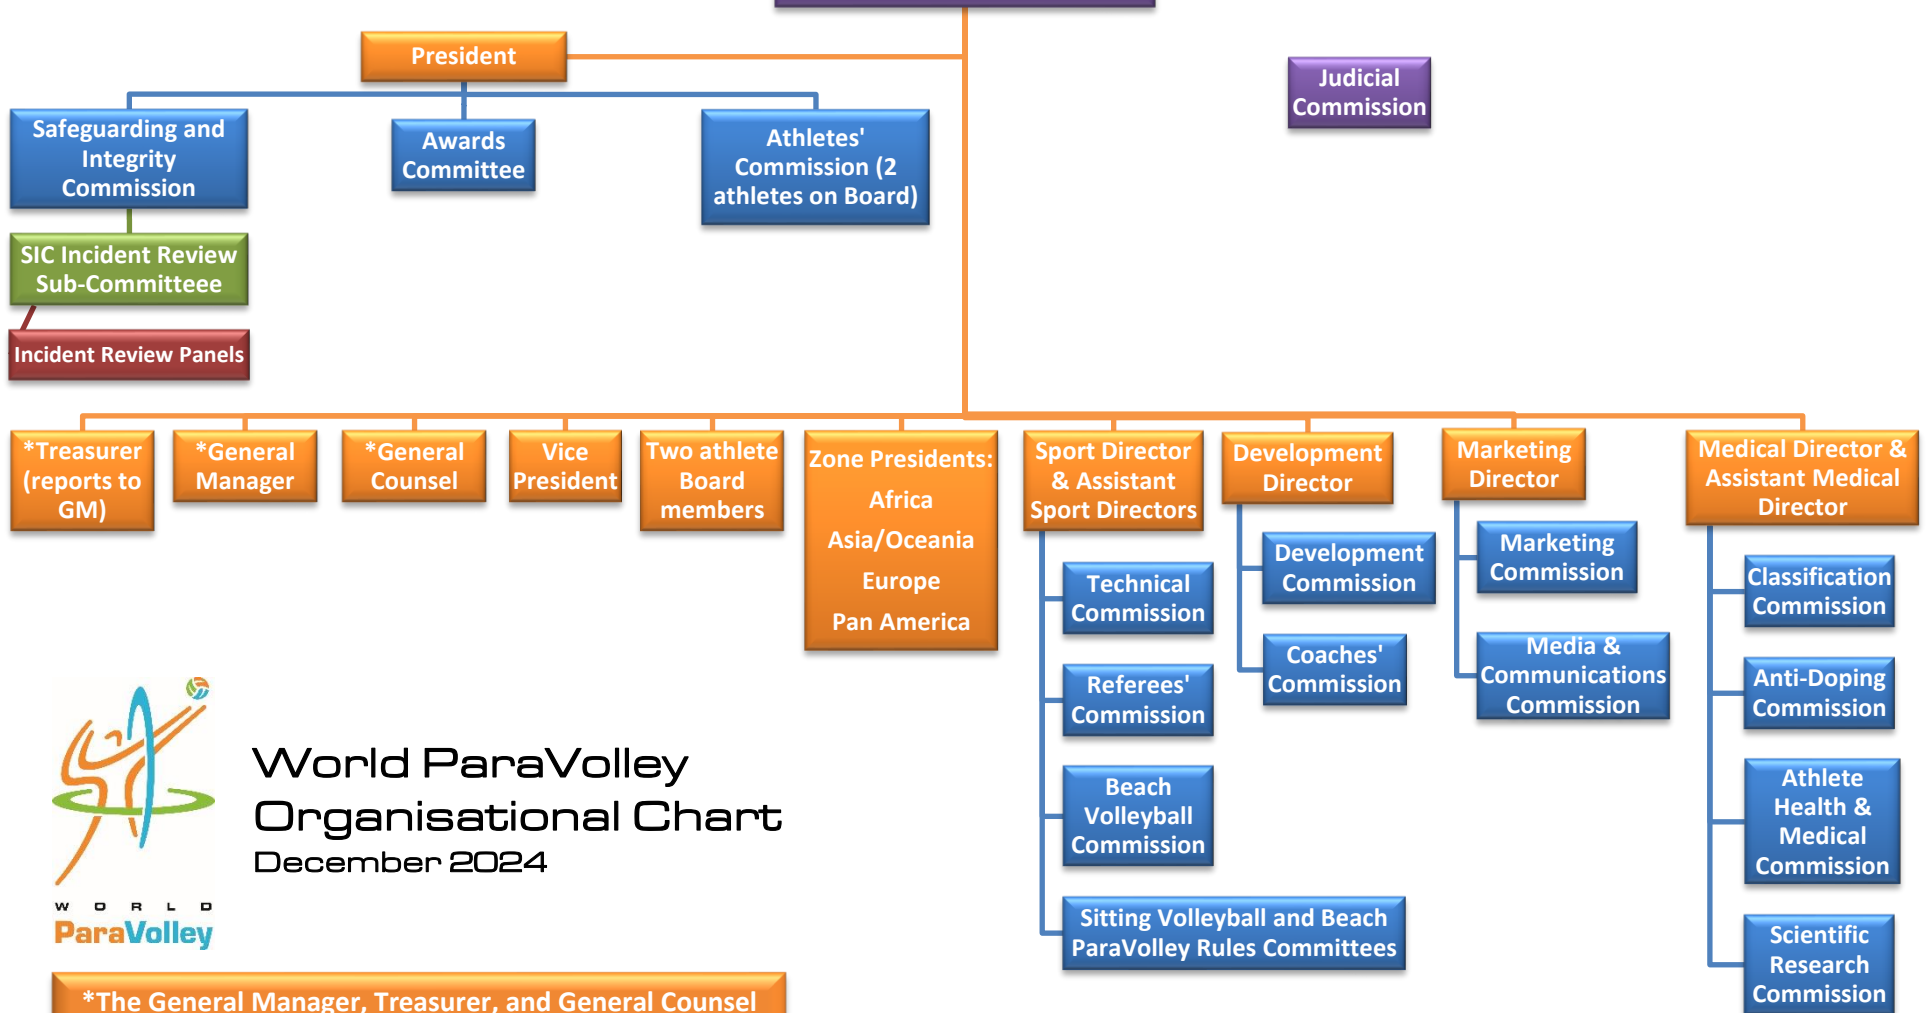 President
Judicial
Commission
Safeguarding and
Integrity
Commission
Awards
Committee
Athletes'
Commission (2
athletes on Board)
SIC Incident Review
Sub-Committeee
Incident Review Panels
*Treasurer
(reports to
GM)
*General
Manager
*General
Counsel
Vice
President
Two athlete
Board
members
Zone Presidents:
Africa
Asia/Oceania
Europe
Pan America
Sport Director
& Assistant
Sport Directors
Technical
Commission
Referees'
Commission
Beach
Volleyball
Commission
Sitting Volleyball and Beach
ParaVolley Rules Committees
Development
Director
Development
Commission
Coaches'
Commission
Marketing
Director
Marketing
Commission
Media &
Communications
Commission
Medical Director &
Assistant Medical
Director
Classification
Commission
Anti-Doping
Commission
Athlete
Health &
Medical
Commission
Scientific
Research
Commission
World ParaVolley
Organisational Chart
December 2024
WORLD
ParaVolley
*The General Manager, Treasurer, and General Counsel